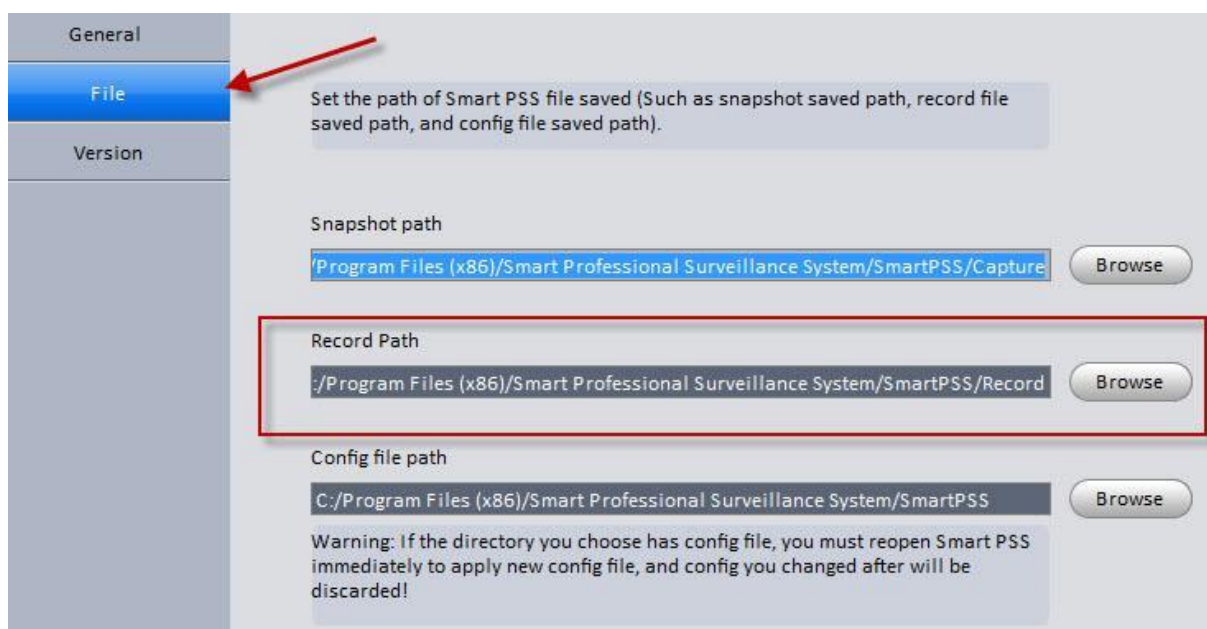 General
File
Version
Set the path of Smart PSS file saved (Such as snapshot saved path, record file
saved path, and config file saved path).
Snapshot path
/Program Files (x86)/Smart Professional Surveillance System/SmartPSS/Capture
Browse
Record Path
:/Program Files (x86)/Smart Professional Surveillance System/SmartPSS/Record
Browse
Config file path
C:/Program Files (x86)/Smart Professional Surveillance System/SmartPSS
Browse
Warning: If the directory you choose has config file, you must reopen Smart PSS
immediately to apply new config file, and config you changed after will be
discarded!